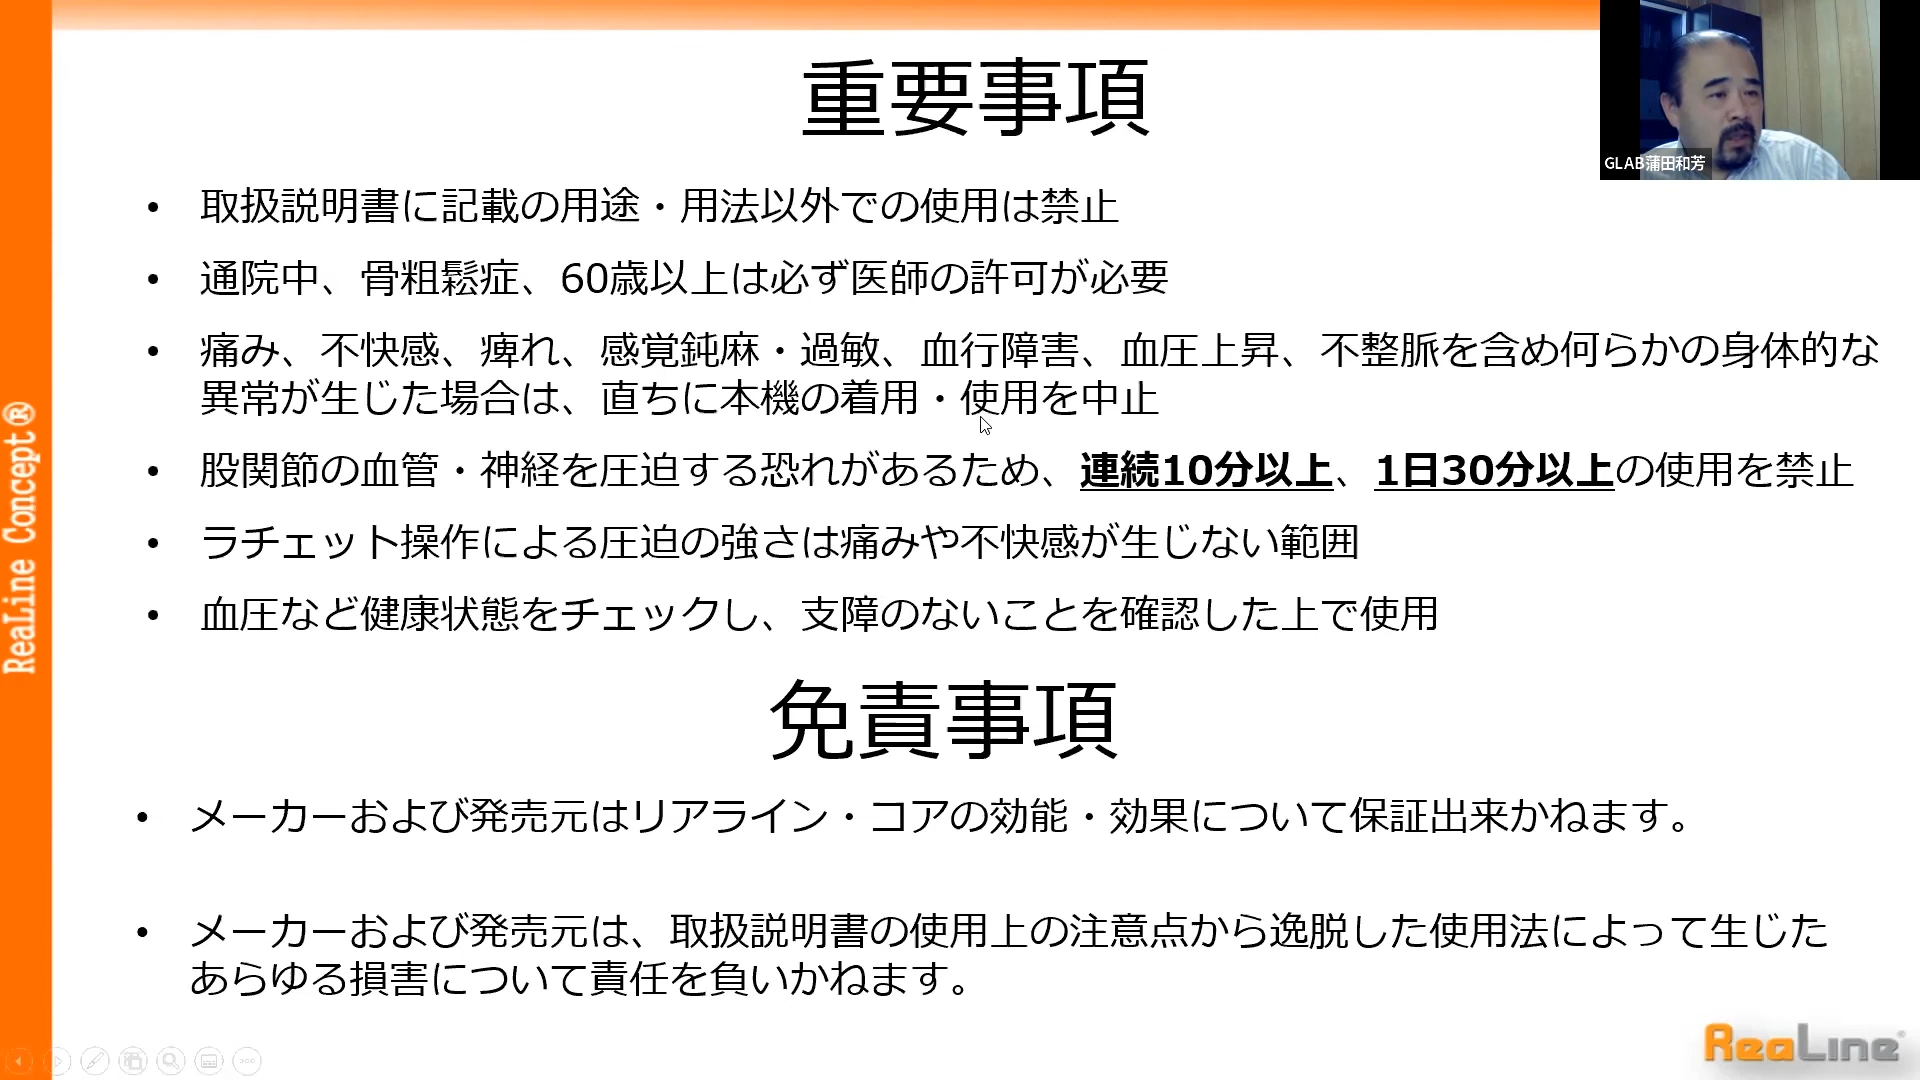 重要事項
GLAB蒲田和芳
• 取扱説明書に記載の用途・用法以外での使用は禁止
• 通院中、骨粗鬆症、60歳以上は必ず医師の許可が必要
• 痛み、不快感、痺れ、感覚鈍麻・過敏、血行障害、血圧上昇、不整脈を含め何らかの身体的な
異常が生じた場合は、直ちに本機の着用・使用を中止
• 股関節の血管・神経を圧迫する恐れがあるため、連続10分以上、1日30分以上の使用を禁止
• ラチェット操作による圧迫の強さは痛みや不快感が生じない範囲
• 血圧など健康状態をチェックし、支障のないことを確認した上で使用
免責事項
• メーカーおよび発売元はリアライン・コアの効能・効果について保証出来かねます。
• メーカーおよび発売元は、取扱説明書の使用上の注意点から逸脱した使用法によって生じた
あらゆる損害について責任を負いかねます。
ReaLine Concept®
ReaLine®